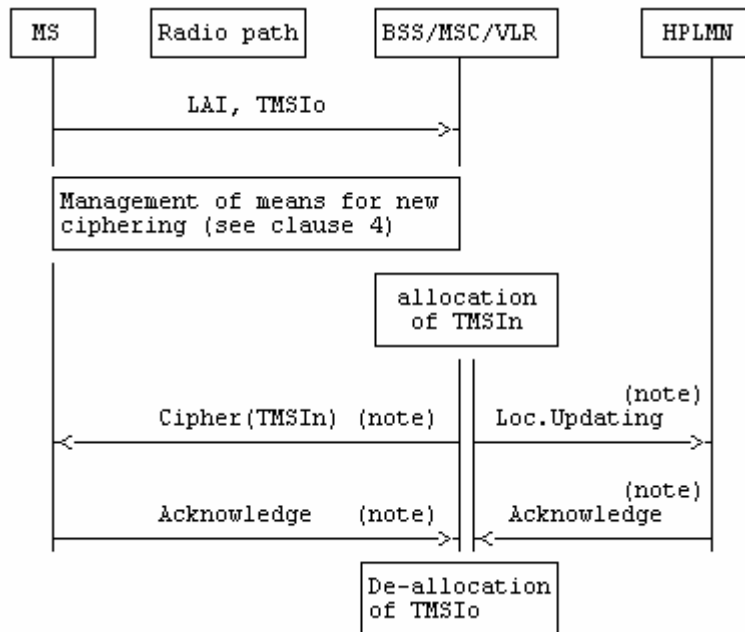 MS
Radio path
BSS/MSC/VLR
HPLMN
LAI, TMSIo
Management of means for new
ciphering (see clause 4)
allocation
of TMSIn
(note)
Cipher(TMSIn) (note)
Loc.Updating
(note)
Acknowledge (note)
Acknowledge
De-allocation
of TMSIo